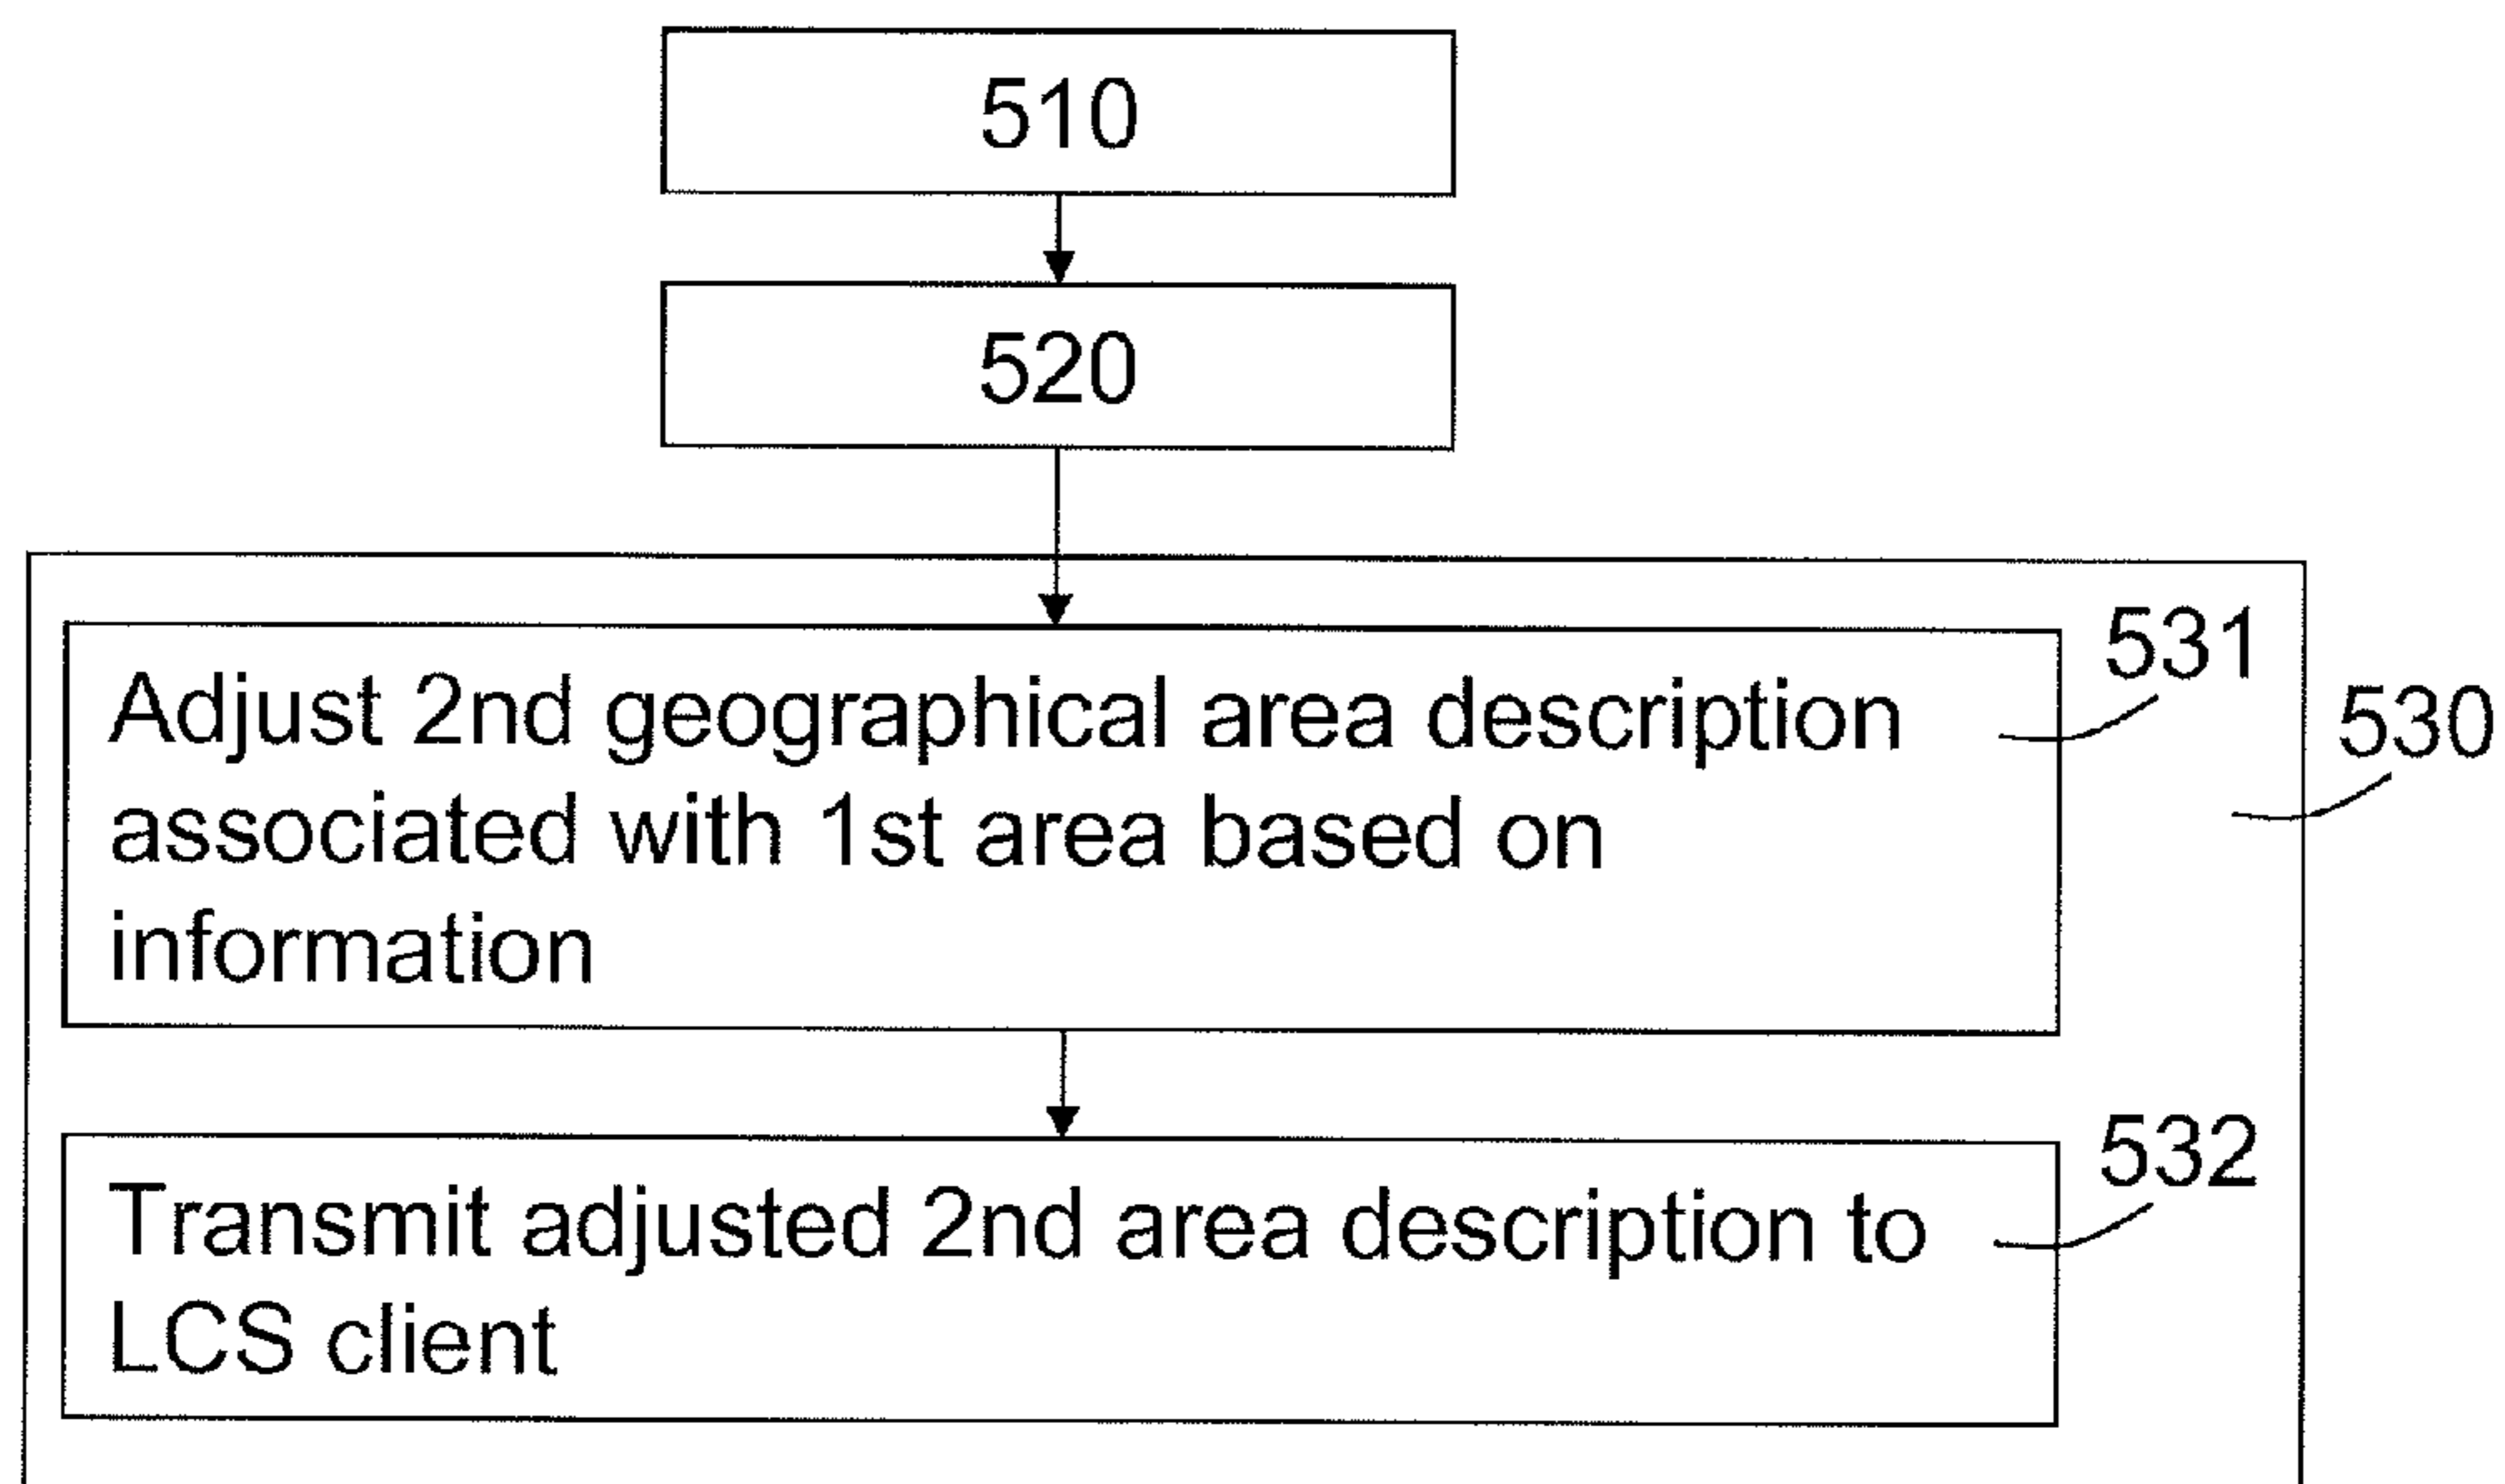 510
520
531
530
Adjust 2nd geographical area description
associated with 1st area based on
information
532
Transmit adjusted 2nd area description to
LCS client